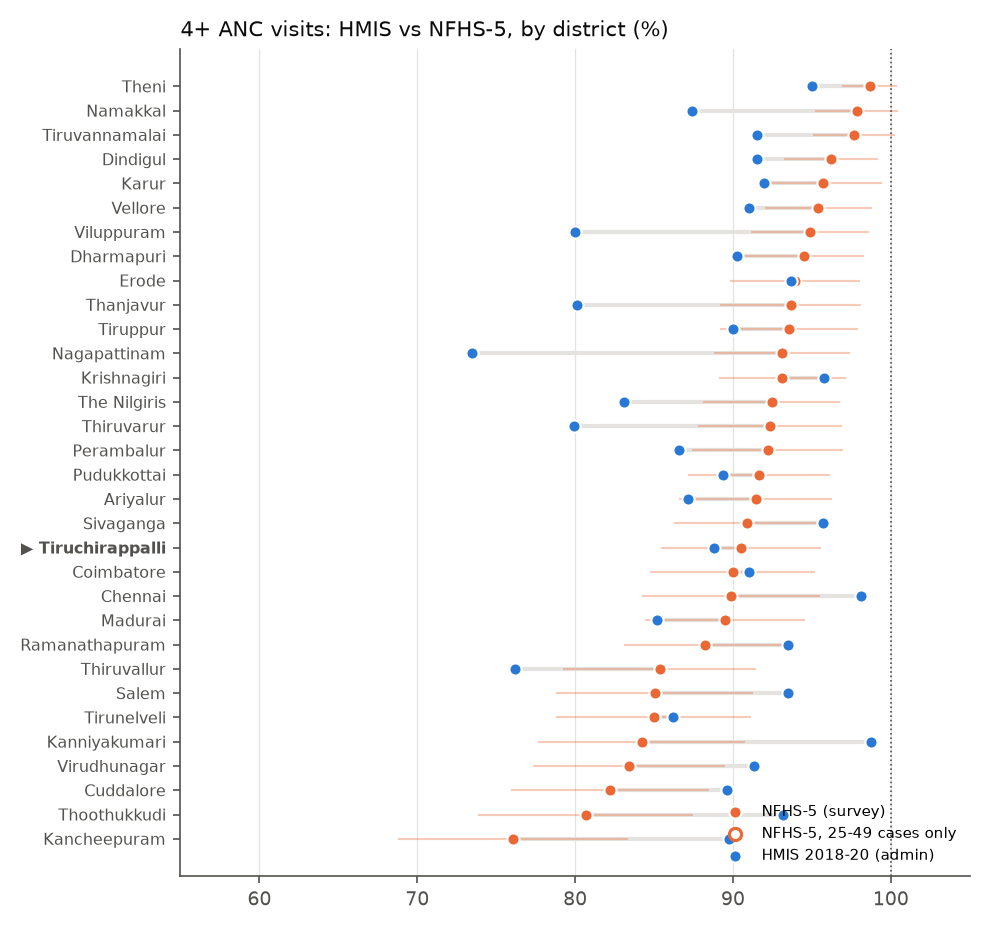 4+ ANC visits: HMIS vs NFHS-5, by district (%)
Theni
Namakkal
Tiruvannamalai
Dindigul
Karur
Vellore
Viluppuram
Dharmapuri
Erode
Thanjavur
Tiruppur
Nagapattinam
Krishnagiri
The Nilgiris
Thiruvarur
Perambalur
Pudukkottai
Ariyalur
Sivaganga
▶ Tiruchirappalli
Coimbatore
Chennai
Madurai
Ramanathapuram
Thiruvallur
Salem
Tirunelveli
Kanniyakumari
Virudhunagar
Cuddalore
Thoothukkudi
Kancheepuram
NFHS-5 (survey)
NFHS-5, 25-49 cases only
HMIS 2018-20 (admin)
60 70 80 90 100